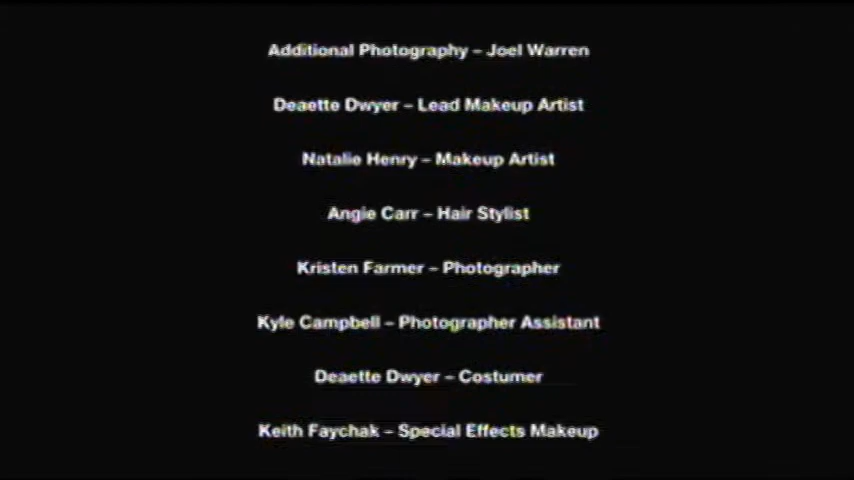 Additional Photography – Joel Warren
Deaette Dwyer – Lead Makeup Artist
Natalie Henry – Makeup Artist
Angie Carr – Hair Stylist
Kristen Farmer – Photographer
Kyle Campbell – Photographer Assistant
Deaette Dwyer – Costumer
Keith Faychak – Special Effects Makeup